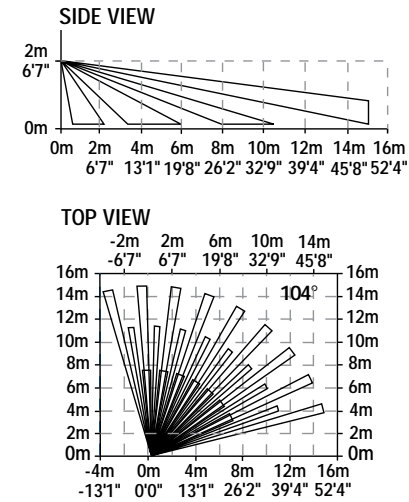 SIDE VIEW
2m
6'7"
0m
0m 2m 4m 6m 8m 10m 12m 14m 16m
6'7" 13'1" 19'8" 26'2" 32'9" 39'4" 45'8" 52'4"
TOP VIEW
-2m 2m 6m 10m 14m
-6'7" 6'7" 19'8" 32'9" 45'8"
16m 16m
14m 104° 14m
12m 12m
10m 10m
8m 8m
6m 6m
4m 4m
2m 2m
0m 0m
-4m 0m 4m 8m 12m 16m
-13'1" 0'0" 13'1" 26'2" 39'4" 52'4"